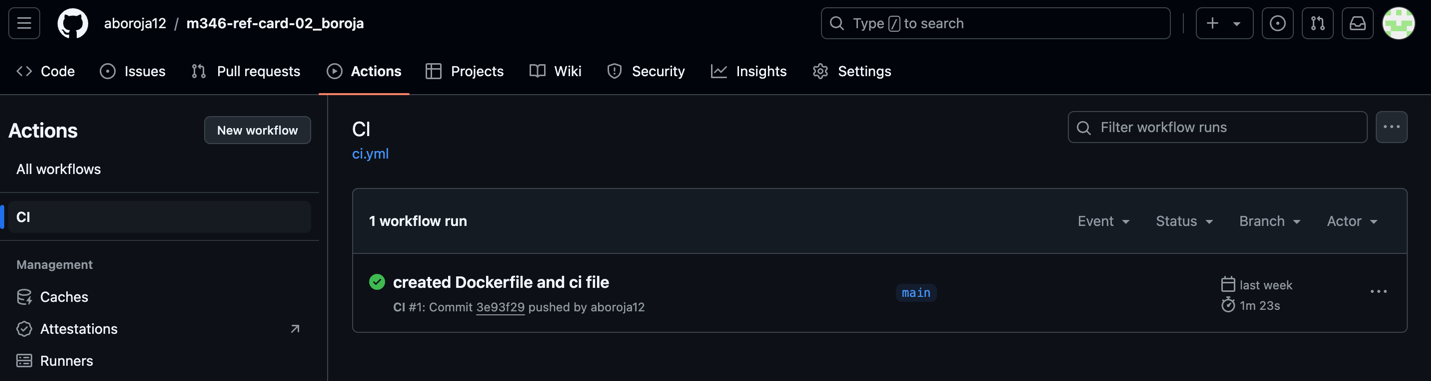 aboroja12 / m346-ref-card-02_boroja
Type / to search
Code Issues Pull requests Actions Projects Wiki Security Insights Settings
Actions
New workflow
All workflows
CI
Management
Caches
Attestations
Runners
CI
ci.yml
Filter workflow runs
1 workflow run
Event Status Branch Actor
created Dockerfile and ci file
CI #1: Commit 3e93f29 pushed by aboroja12
main
last week
1m 23s